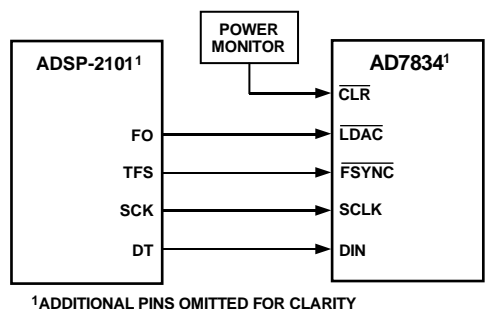 POWER
MONITOR
ADSP-2101¹
AD7834¹
CLR
FO
LDAC
TFS
FSYNC
SCK
SCLK
DT
DIN
¹ADDITIONAL PINS OMITTED FOR CLARITY